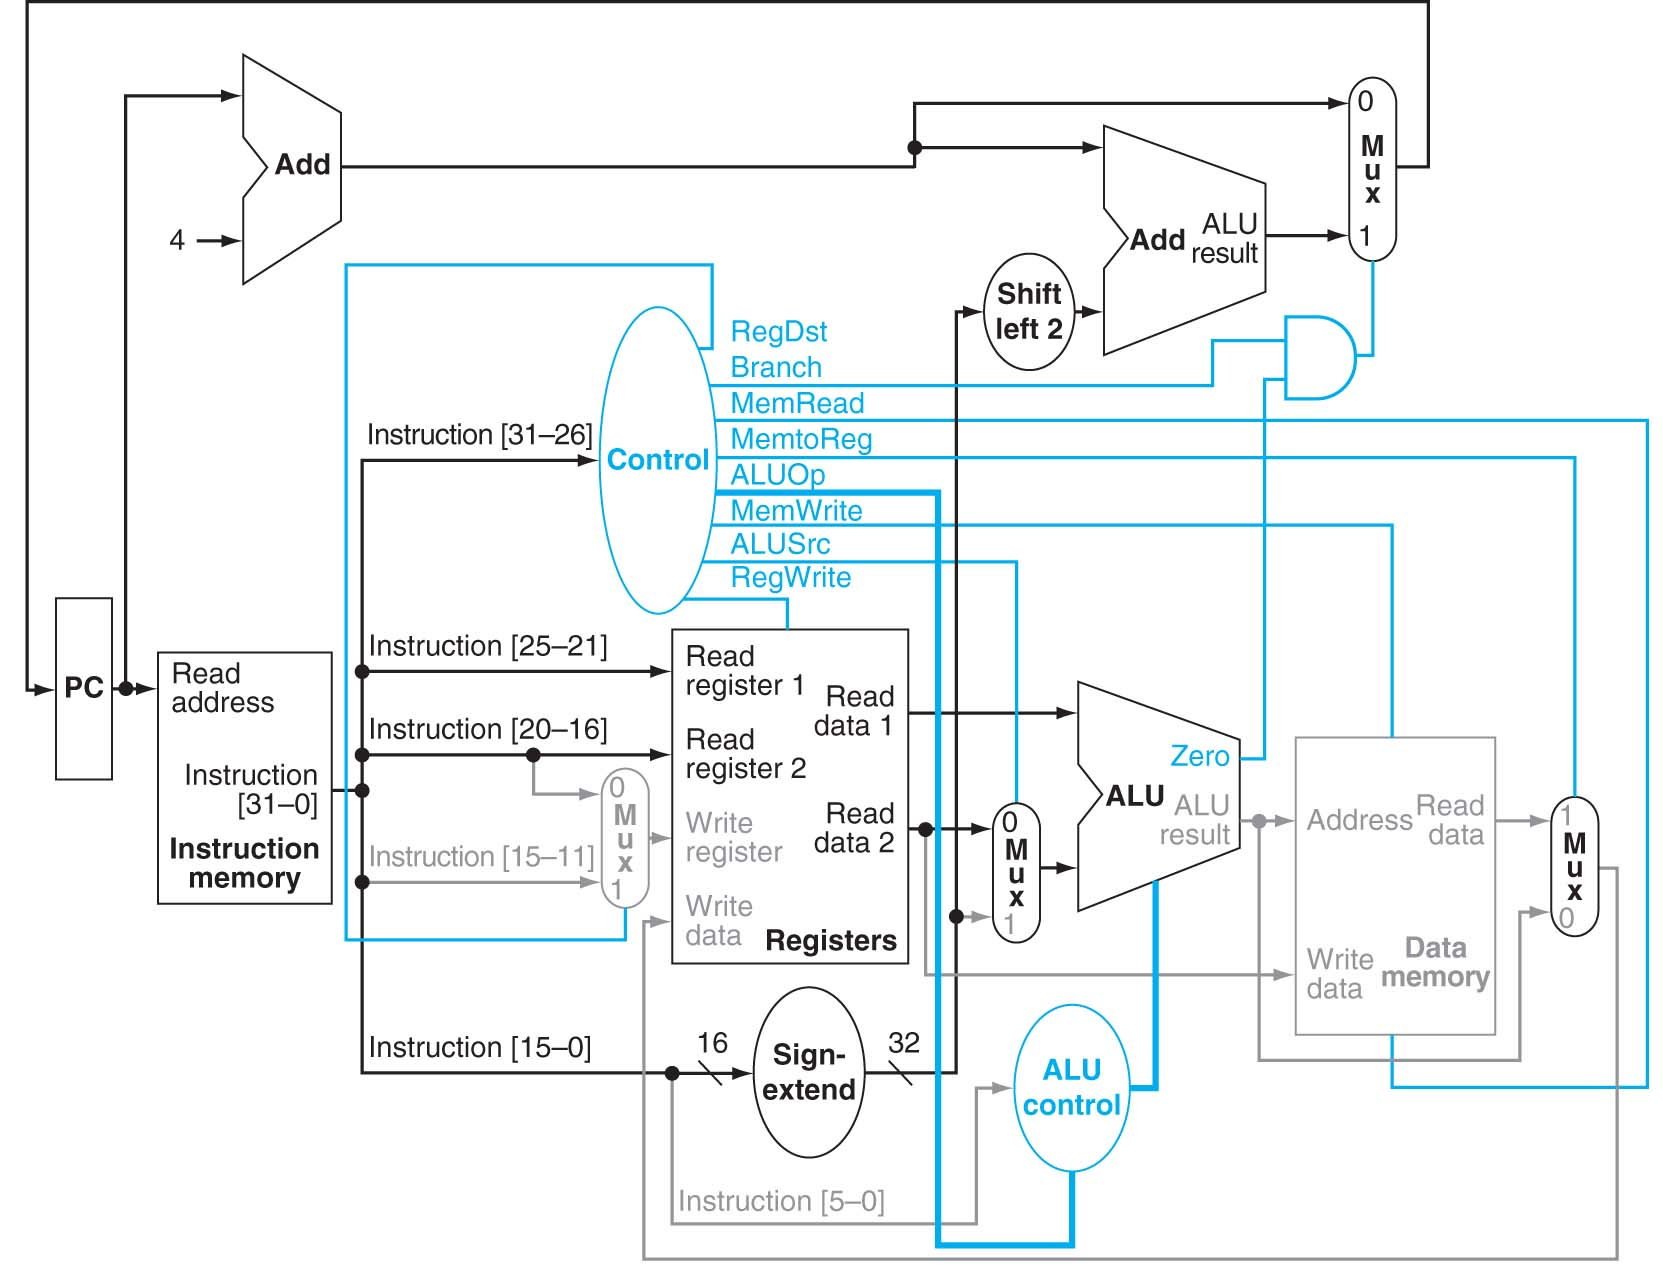 0
M
u
x
1
Add
4
Add
ALU
result
Shift
left 2
RegDst
Branch
MemRead
MemtoReg
ALUOp
MemWrite
ALUSrc
RegWrite
Control
Instruction [31–26]
Instruction [25–21]
Instruction [20–16]
Instruction [15–11]
Instruction [15–0]
Instruction [5–0]
PC
Read
address
Instruction
[31–0]
Instruction
memory
0
M
u
x
1
Read
register 1
Read
register 2
Write
register
Write
data
Read
data 1
Read
data 2
Registers
0
M
u
x
1
Zero
ALU
ALU
result
Address
Read
data
Write
data
Data
memory
1
M
u
x
0
16
Sign-
extend
32
ALU
control